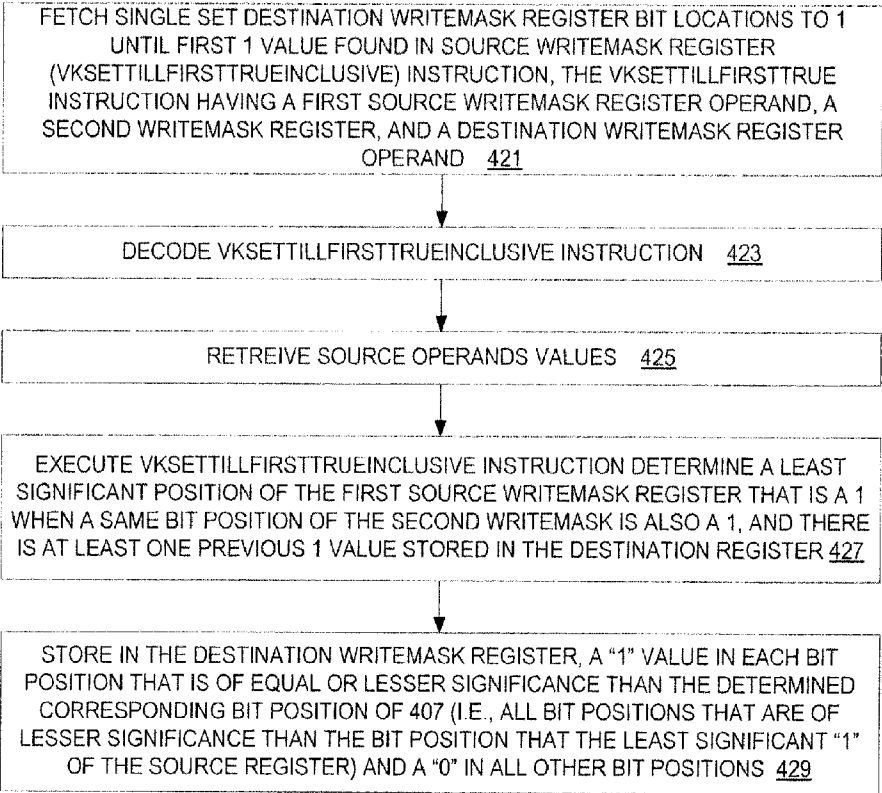 FETCH SINGLE SET DESTINATION WRITEMASK REGISTER BIT LOCATIONS TO 1
UNTIL FIRST 1 VALUE FOUND IN SOURCE WRITEMASK REGISTER
(VKSETTILLFIRSTTRUEINCLUSIVE) INSTRUCTION, THE VKSETTILLFIRSTTRUE
INSTRUCTION HAVING A FIRST SOURCE WRITEMASK REGISTER OPERAND, A
SECOND WRITEMASK REGISTER, AND A DESTINATION WRITEMASK REGISTER
OPERAND 421
DECODE VKSETTILLFIRSTTRUEINCLUSIVE INSTRUCTION 423
RETREIVE SOURCE OPERANDS VALUES 425
EXECUTE VKSETTILLFIRSTTRUEINCLUSIVE INSTRUCTION DETERMINE A LEAST
SIGNIFICANT POSITION OF THE FIRST SOURCE WRITEMASK REGISTER THAT IS A 1
WHEN A SAME BIT POSITION OF THE SECOND WRITEMASK IS ALSO A 1, AND THERE
IS AT LEAST ONE PREVIOUS 1 VALUE STORED IN THE DESTINATION REGISTER 427
STORE IN THE DESTINATION WRITEMASK REGISTER, A “1” VALUE IN EACH BIT
POSITION THAT IS OF EQUAL OR LESSER SIGNIFICANCE THAN THE DETERMINED
CORRESPONDING BIT POSITION OF 407 (I.E., ALL BIT POSITIONS THAT ARE OF
LESSER SIGNIFICANCE THAN THE BIT POSITION THAT THE LEAST SIGNIFICANT “1”
OF THE SOURCE REGISTER) AND A “0” IN ALL OTHER BIT POSITIONS 429